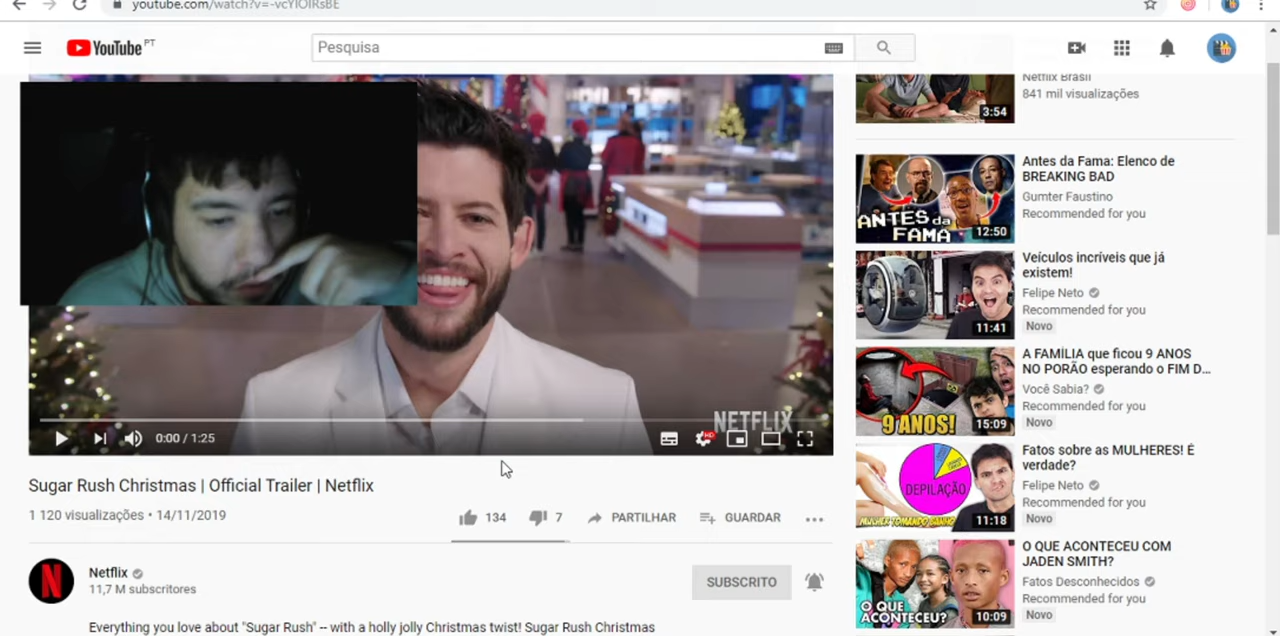 youtube.com/watch?v=-vcYIOIRsBE
YouTube PT
Pesquisa
NETFLIX
0:00 / 1:25
HD
Sugar Rush Christmas | Official Trailer | Netflix
1 120 visualizações • 14/11/2019
134
7
PARTILHAR
GUARDAR
Netflix
11,7 M subscritores
SUBSCRITO
Everything you love about "Sugar Rush" -- with a holly jolly Christmas twist! Sugar Rush Christmas
Netflix Brasil
841 mil visualizações
3:54
ANTES da FAMA
12:50
Antes da Fama: Elenco de
BREAKING BAD
Gumter Faustino
Recommended for you
11:41
Veículos incríveis que já
existem!
Felipe Neto
Recommended for you
Novo
9 ANOS!
15:09
A FAMÍLIA que ficou 9 ANOS
NO PORÃO esperando o FIM D...
Você Sabia?
Recommended for you
Novo
DEPILAÇÃO
11:18
Fatos sobre as MULHERES! É
verdade?
Felipe Neto
Recommended for you
Novo
O QUE
ACONTECEU?
10:09
O QUE ACONTECEU COM
JADEN SMITH?
Fatos Desconhecidos
Recommended for you
Novo